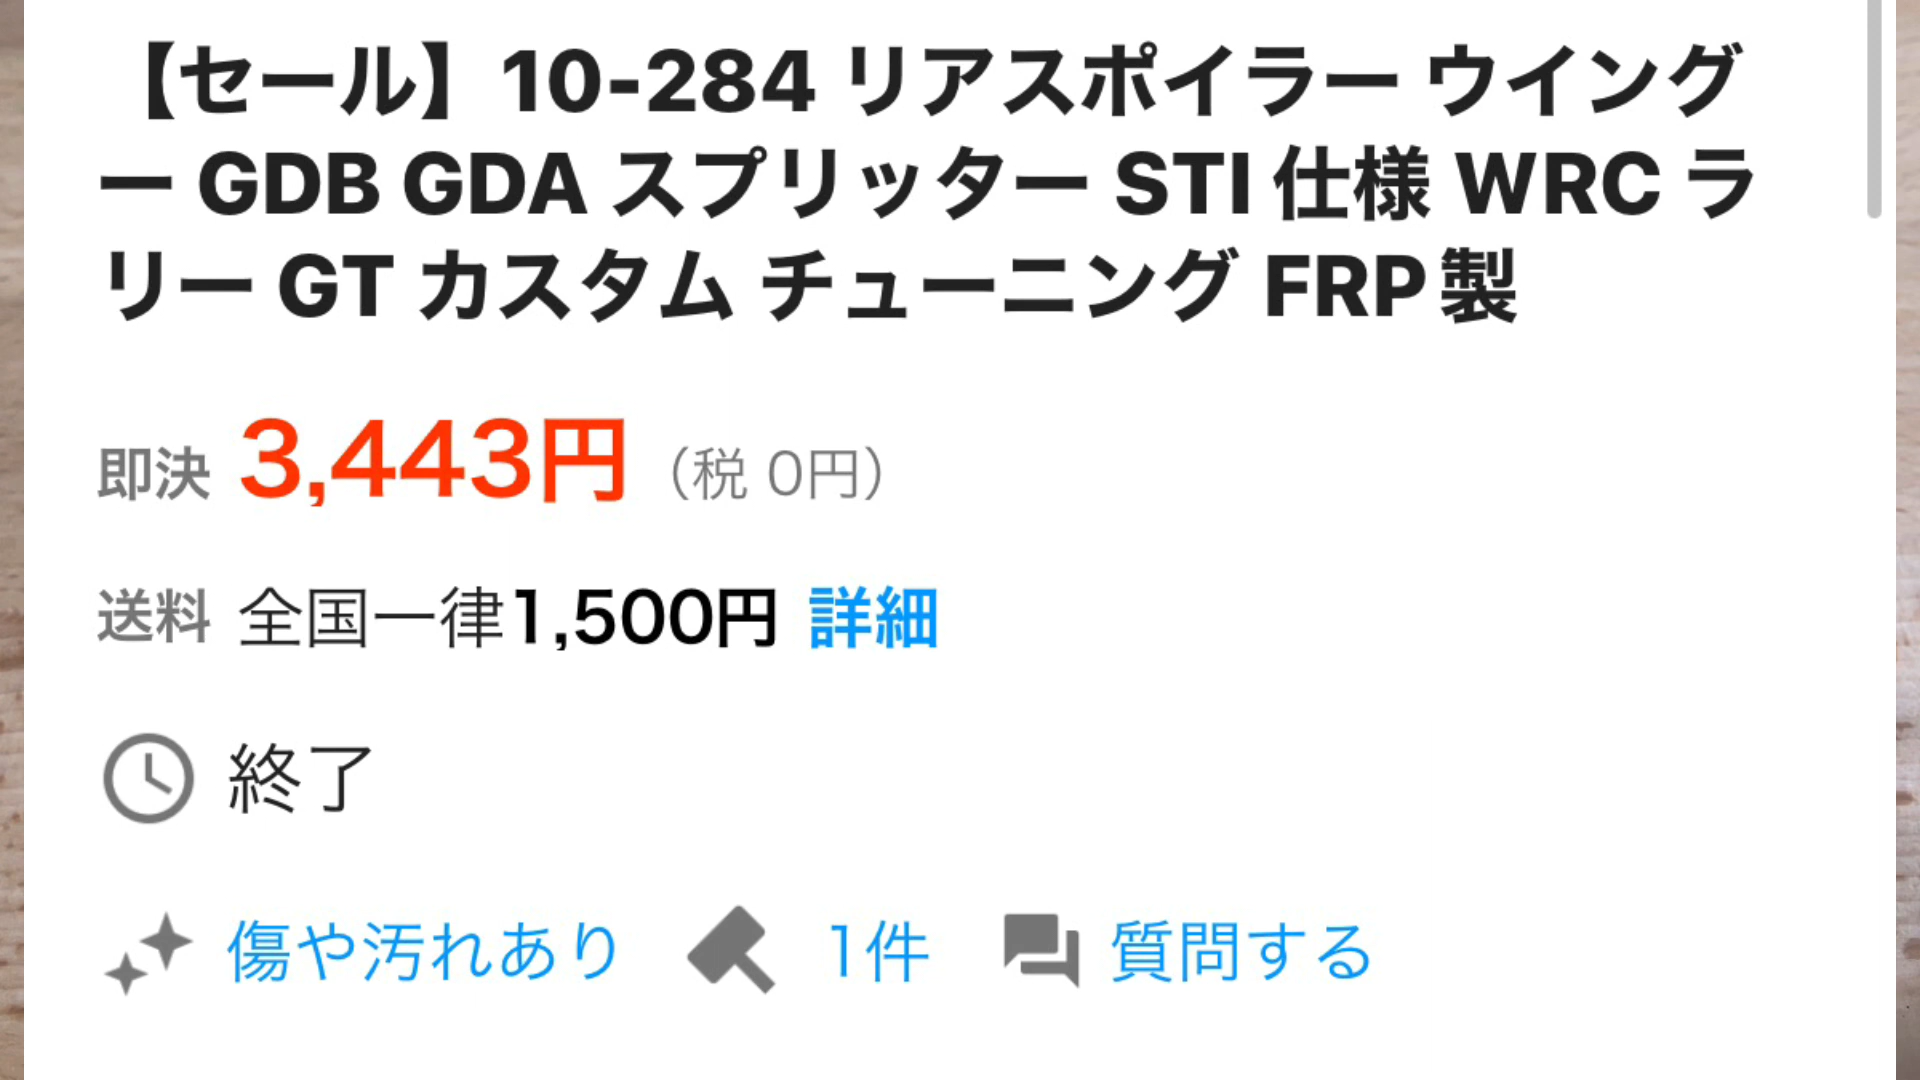 【セール】10-284 リアスポイラー ウイング
ー GDB GDA スプリッター STI 仕様 WRC ラ
リー GT カスタム チューニング FRP製
即決 3,443円（税 0円）
送料 全国一律1,500円 詳細
終了
傷や汚れあり 1件 質問する